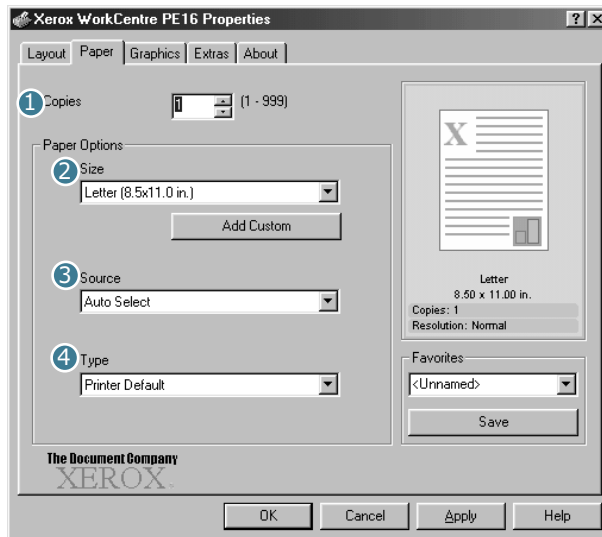 Xerox WorkCentre PE16 Properties
Layout Paper Graphics Extras About
1 Copies 1 (1 - 999)
Paper Options
2 Size
Letter (8.5x11.0 in.)
Add Custom
3 Source
Auto Select
4 Type
Printer Default
X
Letter
8.50 x 11.00 in.
Copies: 1
Resolution: Normal
Favorites
<Unnamed>
Save
The Document Company
XEROX
OK Cancel Apply Help